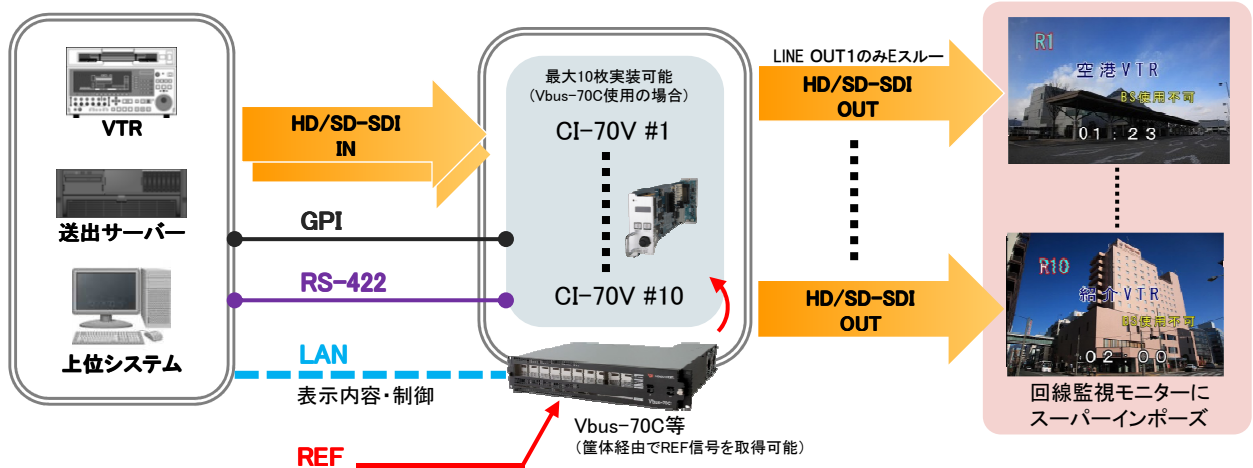 VTR
送出サーバー
上位システム
HD/SD-SDI
IN
GPI
RS-422
LAN
表示内容・制御
REF
最大10枚実装可能
(Vbus-70C使用の場合)
CI-70V #1
CI-70V #10
Vbus-70C
Vbus-70C等
(筐体経由でREF信号を取得可能)
LINE OUT1のみEスルー
HD/SD-SDI
OUT
HD/SD-SDI
OUT
R1
空港VTR
BS使用不可
01:23
R10
紹介VTR
BS使用不可
02:00
回線監視モニターに
スーパーインポーズ